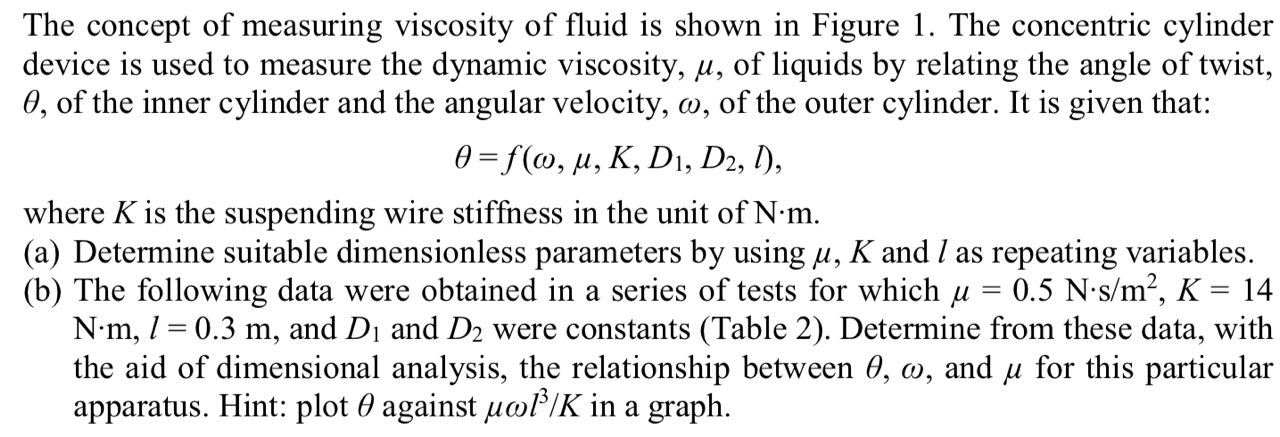 The concept of measuring viscosity of fluid is shown in Figure 1. The concentric cylinder
device is used to measure the dynamic viscosity, μ, of liquids by relating the angle of twist,
θ, of the inner cylinder and the angular velocity, ω, of the outer cylinder. It is given that:
θ = f(ω, μ, K, D₁, D₂, l),
where K is the suspending wire stiffness in the unit of N·m.
(a) Determine suitable dimensionless parameters by using μ, K and l as repeating variables.
(b) The following data were obtained in a series of tests for which μ = 0.5 N·s/m², K = 14
N·m, l = 0.3 m, and D₁ and D₂ were constants (Table 2). Determine from these data, with
the aid of dimensional analysis, the relationship between θ, ω, and μ for this particular
apparatus. Hint: plot θ against μωl³/K in a graph.